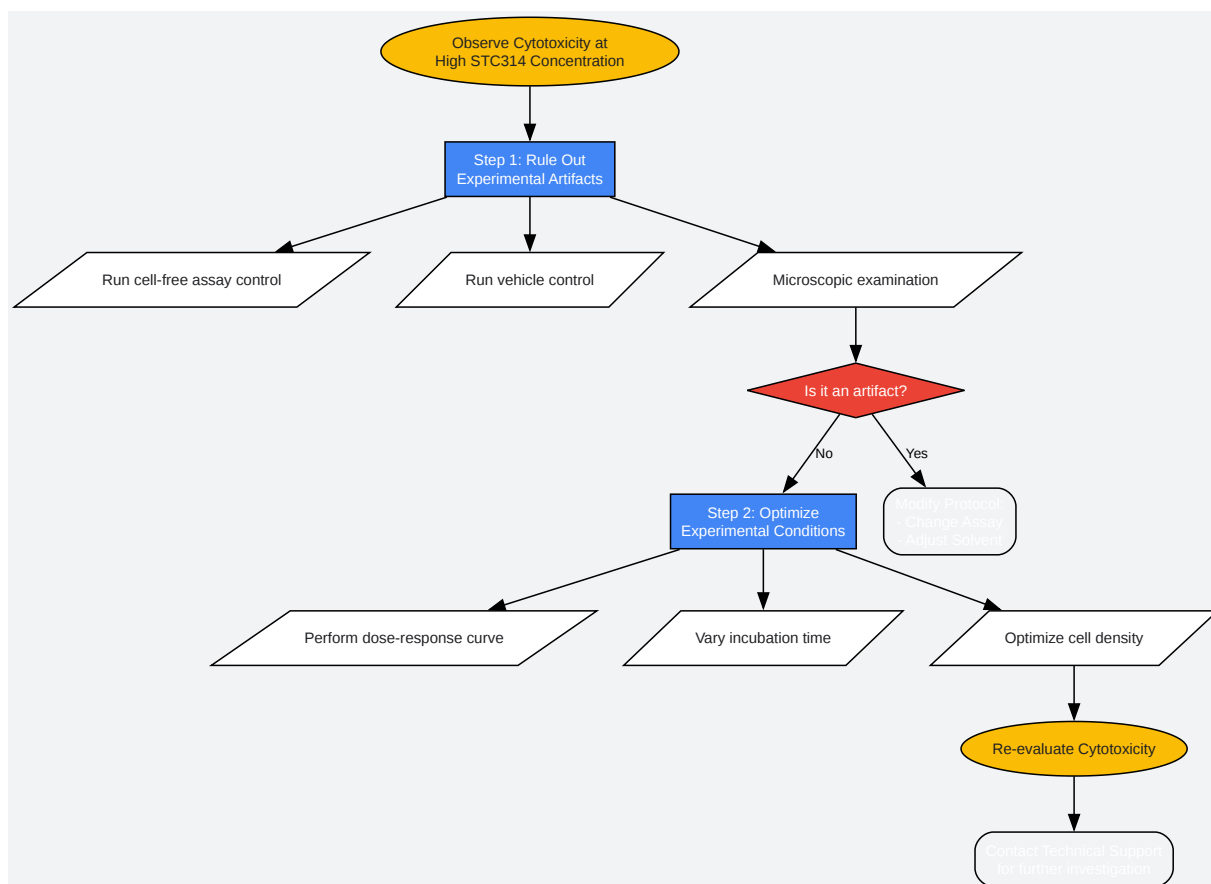 Observe Cytotoxicity at
High STC314 Concentration
Step 1: Rule Out
Experimental Artifacts
Run cell-free assay control
Run vehicle control
Microscopic examination
Is it an artifact?
No
Yes
Step 2: Optimize
Experimental Conditions
Modify Protocol:
- Change Assay
- Adjust Solvent
Perform dose-response curve
Vary incubation time
Optimize cell density
Re-evaluate Cytotoxicity
Contact Technical Support
for further investigation